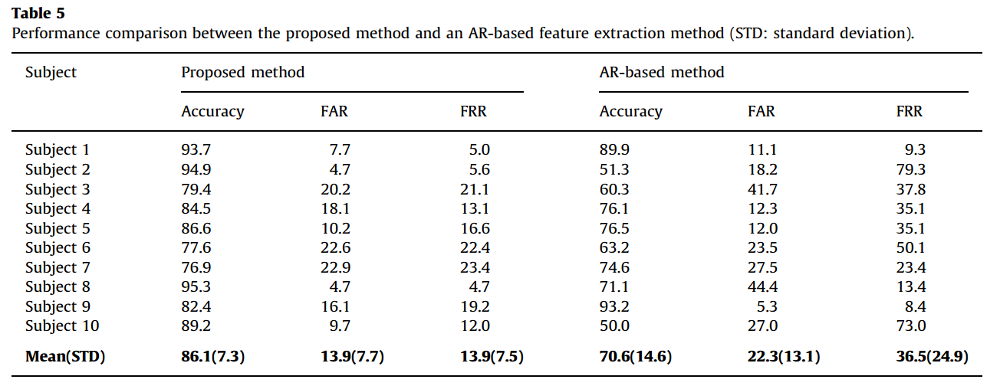 Table 5
Performance comparison between the proposed method and an AR-based feature extraction method (STD: standard deviation).
Subject Proposed method AR-based method
Accuracy FAR FRR Accuracy FAR FRR
Subject 1 93.7 7.7 5.0 89.9 11.1 9.3
Subject 2 94.9 4.7 5.6 51.3 18.2 79.3
Subject 3 79.4 20.2 21.1 60.3 41.7 37.8
Subject 4 84.5 18.1 13.1 76.1 12.3 35.1
Subject 5 86.6 10.2 16.6 76.5 12.0 35.1
Subject 6 77.6 22.6 22.4 63.2 23.5 50.1
Subject 7 76.9 22.9 23.4 74.6 27.5 23.4
Subject 8 95.3 4.7 4.7 71.1 44.4 13.4
Subject 9 82.4 16.1 19.2 93.2 5.3 8.4
Subject 10 89.2 9.7 12.0 50.0 27.0 73.0
Mean(STD) 86.1(7.3) 13.9(7.7) 13.9(7.5) 70.6(14.6) 22.3(13.1) 36.5(24.9)